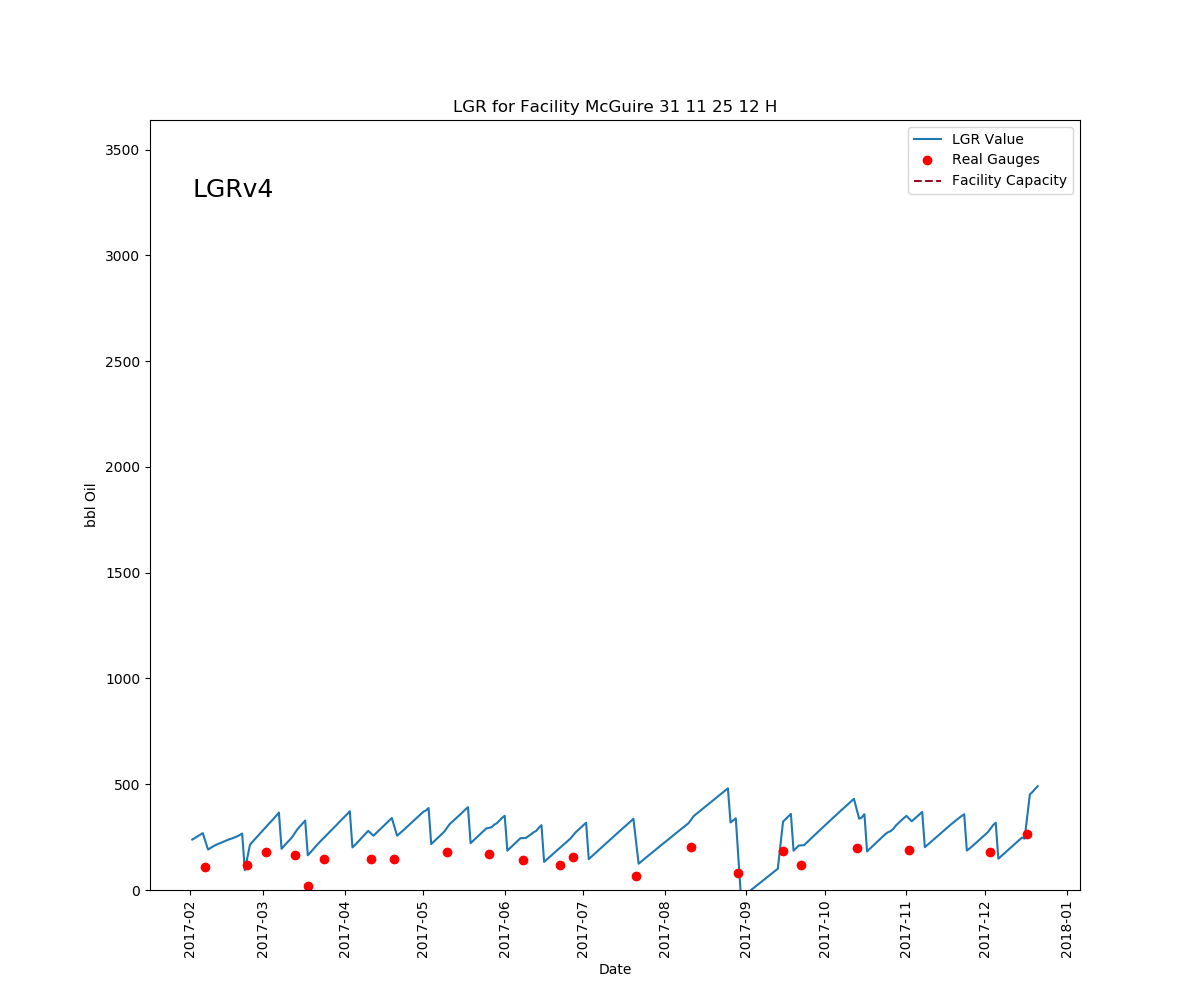 LGR for Facility McGuire 31 11 25 12 H
LGRv4
LGR Value
Real Gauges
Facility Capacity
bbl Oil
3500
3000
2500
2000
1500
1000
500
0
2017-02
2017-03
2017-04
2017-05
2017-06
2017-07
2017-08
2017-09
2017-10
2017-11
2017-12
2018-01
Date